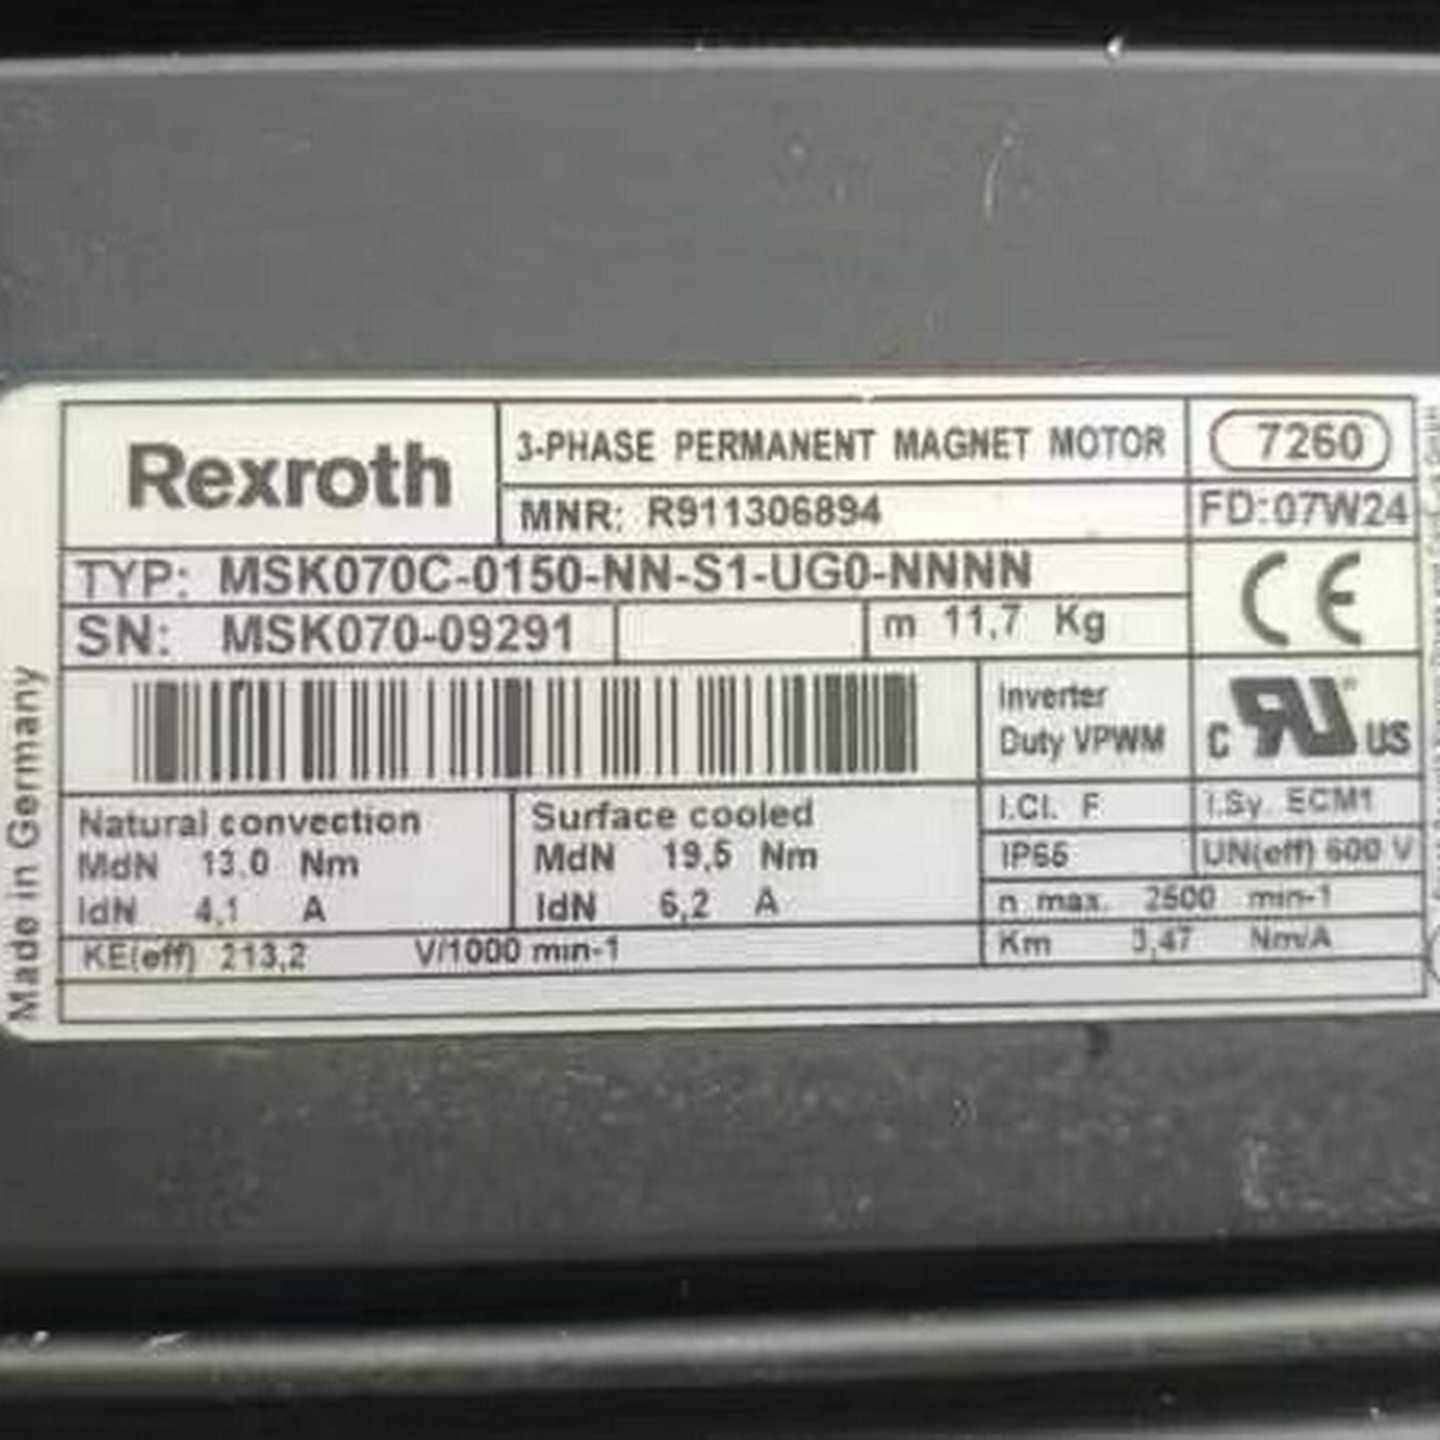 Rexroth
3-PHASE PERMANENT MAGNET MOTOR
7260
MNR: R911306894
FD:07W24
TYP: MSK070C-0150-NN-S1-UG0-NNNN
CE
SN: MSK070-09291
m 11,7 Kg
Inverter
Duty VPWM
C RU US
Natural convection
MdN 13,0 Nm
IdN 4,1 A
Surface cooled
MdN 19,5 Nm
IdN 6,2 A
I.Cl. F
I.Sy. ECM1
IP65
UN(eff) 600 V
n max. 2500 min-1
Km 3,47 Nm/A
KE(eff) 213,2 V/1000 min-1
Made in Germany